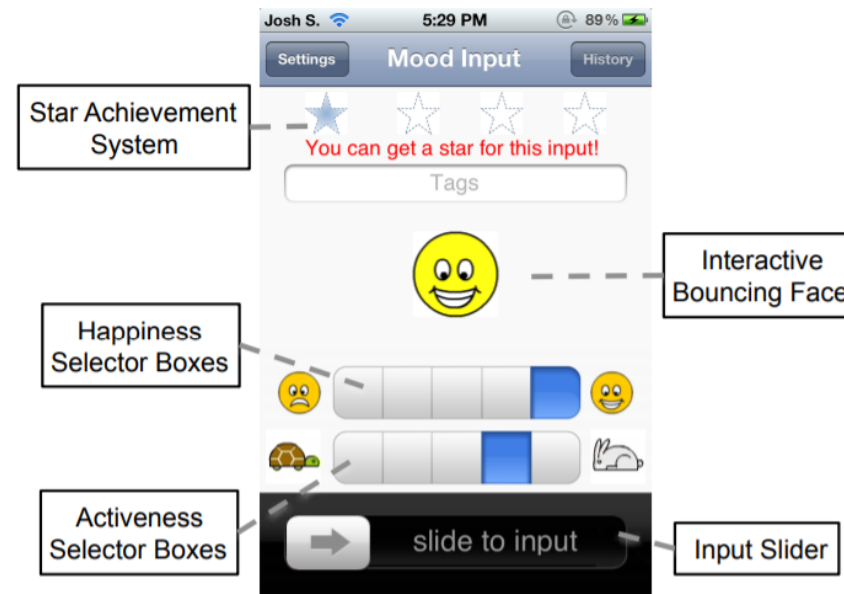 Josh S. 5:29 PM 89%
Settings Mood Input History
Star Achievement
System
You can get a star for this input!
Tags
Interactive
Bouncing Face
Happiness
Selector Boxes
Activeness
Selector Boxes
slide to input
Input Slider